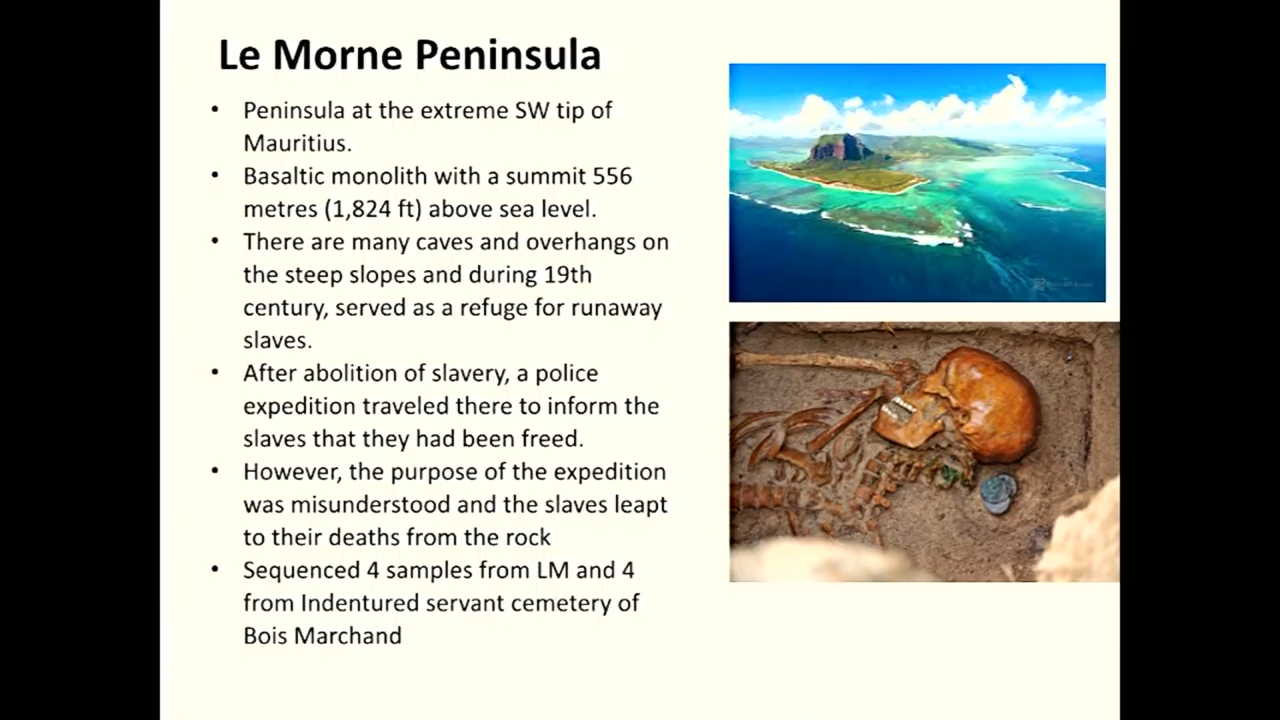 Le Morne Peninsula
• Peninsula at the extreme SW tip of
Mauritius.
• Basaltic monolith with a summit 556
metres (1,824 ft) above sea level.
• There are many caves and overhangs on
the steep slopes and during 19th
century, served as a refuge for runaway
slaves.
• After abolition of slavery, a police
expedition traveled there to inform the
slaves that they had been freed.
• However, the purpose of the expedition
was misunderstood and the slaves leapt
to their deaths from the rock
• Sequenced 4 samples from LM and 4
from Indentured servant cemetery of
Bois Marchand